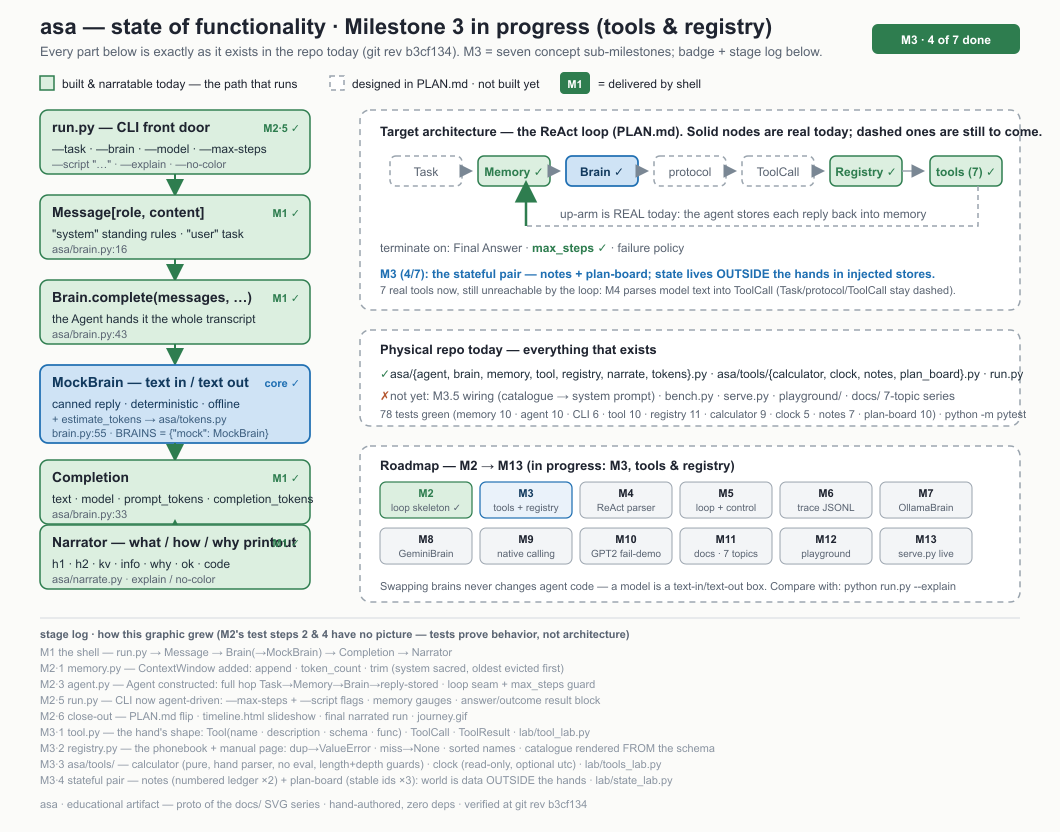 asa — state of functionality · Milestone 3 in progress (tools & registry)
Every part below is exactly as it exists in the repo today (git rev b3cf134). M3 = seven concept sub-milestones; badge + stage log below.
M3 · 4 of 7 done
built & narratable today — the path that runs
designed in PLAN.md · not built yet
M1 = delivered by shell
run.py — CLI front door M2·5 ✓
—task · —brain · —model · —max-steps
—script "…" · —explain · —no-color
Message[role, content] M1 ✓
"system" standing rules · "user" task
asa/brain.py:16
Brain.complete(messages, …) M1 ✓
the Agent hands it the whole transcript
asa/brain.py:43
MockBrain — text in / text out core ✓
canned reply · deterministic · offline
+ estimate_tokens → asa/tokens.py
brain.py:55 · BRAINS = {"mock": MockBrain}
Completion M1 ✓
text · model · prompt_tokens · completion_tokens
asa/brain.py:33
Narrator — what / how / why printout
h1 · h2 · kv · info · why · ok · code
asa/narrate.py · explain / no-color
Target architecture — the ReAct loop (PLAN.md). Solid nodes are real today; dashed ones are still to come.
Task
Memory ✓
Brain ✓
protocol
ToolCall
Registry ✓
tools (7) ✓
up-arm is REAL today: the agent stores each reply back into memory
terminate on: Final Answer · max_steps ✓ · failure policy
M3 (4/7): the stateful pair — notes + plan-board; state lives OUTSIDE the hands in injected stores.
7 real tools now, still unreachable by the loop: M4 parses model text into ToolCall (Task/protocol/ToolCall stay dashed).
Physical repo today — everything that exists
✓asa/{agent, brain, memory, tool, registry, narrate, tokens}.py · asa/tools/{calculator, clock, notes, plan_board}.py · run.py
✗not yet: M3.5 wiring (catalogue → system prompt) · bench.py · serve.py · playground/ · docs/ 7-topic series
78 tests green (memory 10 · agent 10 · CLI 6 · tool 10 · registry 11 · calculator 9 · clock 5 · notes 7 · plan-board 10) · python -m pytest
Roadmap — M2 → M13 (in progress: M3, tools & registry)
M2
loop skeleton ✓
M3
tools + registry
M4
ReAct parser
M5
loop + control
M6
trace JSONL
M7
OllamaBrain
M8
GeminiBrain
M9
native calling
M10
GPT2 fail-demo
M11
docs · 7 topics
M12
playground
M13
serve.py live
Swapping brains never changes agent code — a model is a text-in/text-out box. Compare with: python run.py --explain
stage log · how this graphic grew (M2's test steps 2 & 4 have no picture — tests prove behavior, not architecture)
M1 the shell — run.py → Message → Brain(→MockBrain) → Completion → Narrator
M2·1 memory.py — ContextWindow added: append · token_count · trim (system sacred, oldest evicted first)
M2·3 agent.py — Agent constructed: full hop Task→Memory→Brain→reply-stored · loop seam + max_steps guard
M2·5 run.py — CLI now agent-driven: —max-steps + —script flags · memory gauges · answer/outcome result block
M2·6 close-out — PLAN.md flip · timeline.html slideshow · final narrated run · journey.gif
M3·1 tool.py — the hand's shape: Tool(name · description · schema · func) · ToolCall · ToolResult · lab/tool_lab.py
M3·2 registry.py — the phonebook + manual page: dup→ValueError · miss→None · sorted names · catalogue rendered FROM the schema
M3·3 asa/tools/— calculator (pure, hand parser, no eval, length+depth guards) · clock (read-only, optional utc) · lab/tools_lab.py
M3·4 stateful pair — notes (numbered ledger ×2) + plan-board (stable ids ×3): world is data OUTSIDE the hands · lab/state_lab.py
asa · educational artifact — proto of the docs/ SVG series · hand-authored, zero deps · verified at git rev b3cf134